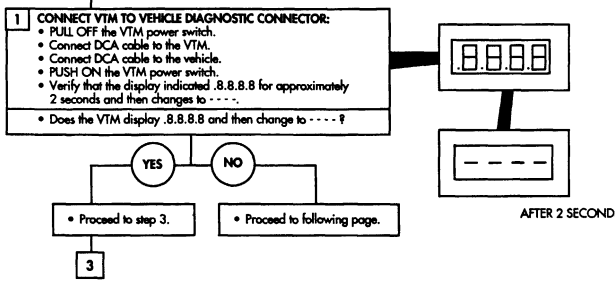 1 CONNECT VTM TO VEHICLE DIAGNOSTIC CONNECTOR:
• PULL OFF the VTM power switch.
• Connect DCA cable to the VTM.
• Connect DCA cable to the vehicle.
• PUSH ON the VTM power switch.
• Verify that the display indicated .8.8.8.8 for approximately
2 seconds and then changes to - - - -.
• Does the VTM display .8.8.8.8 and then change to - - - - ?
.8.8.8.8
- - - -
AFTER 2 SECOND
YES NO
• Proceed to step 3. • Proceed to following page.
3